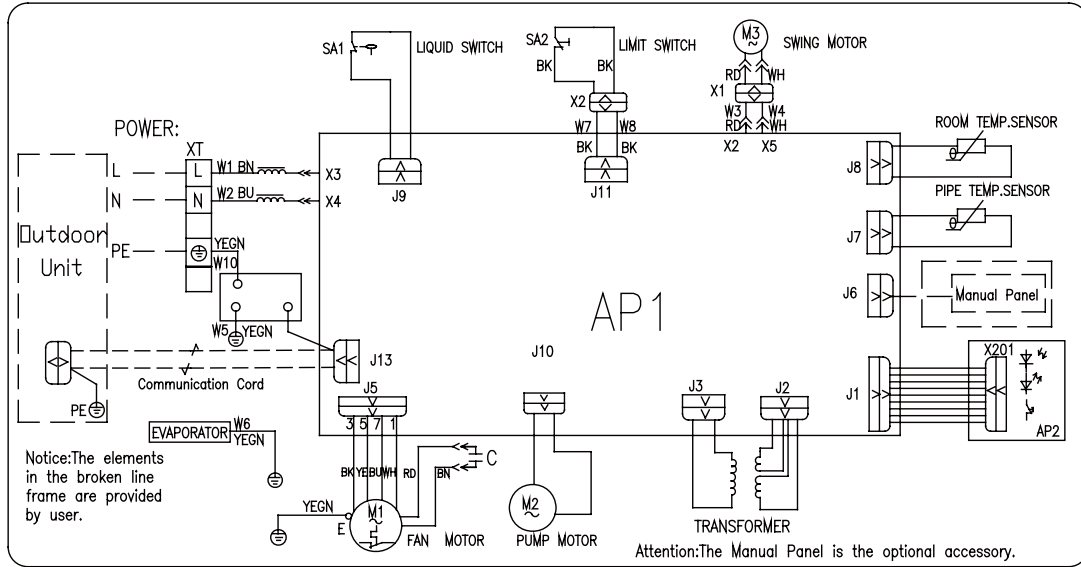 M3
SA1
LIQUID SWITCH
SA2
LIMIT SWITCH
SWING MOTOR
BK
BK
RD
WH
X2
X1
W3
W4
W7
W8
RD
WH
BK
BK
X2
X5
POWER:
XT
ROOM TEMP.SENSOR
L
L
W1 BN
X3
J9
J11
J8
N
N
W2 BU
X4
PIPE TEMP.SENSOR
Outdoor
Unit
PE
YEGN
W10
J7
J6
Manual Panel
AP1
W5
YEGN
J13
J10
X201
Communication Cord
J5
J3
J2
J1
PE
3 5 7 1
AP2
EVAPORATOR
W6
YEGN
C
Notice:The elements
in the broken line
frame are provided
by user.
BK
YE
BU
WH
RD
BN
YEGN
E
M1
FAN MOTOR
M2
PUMP MOTOR
TRANSFORMER
Attention:The Manual Panel is the optional accessory.